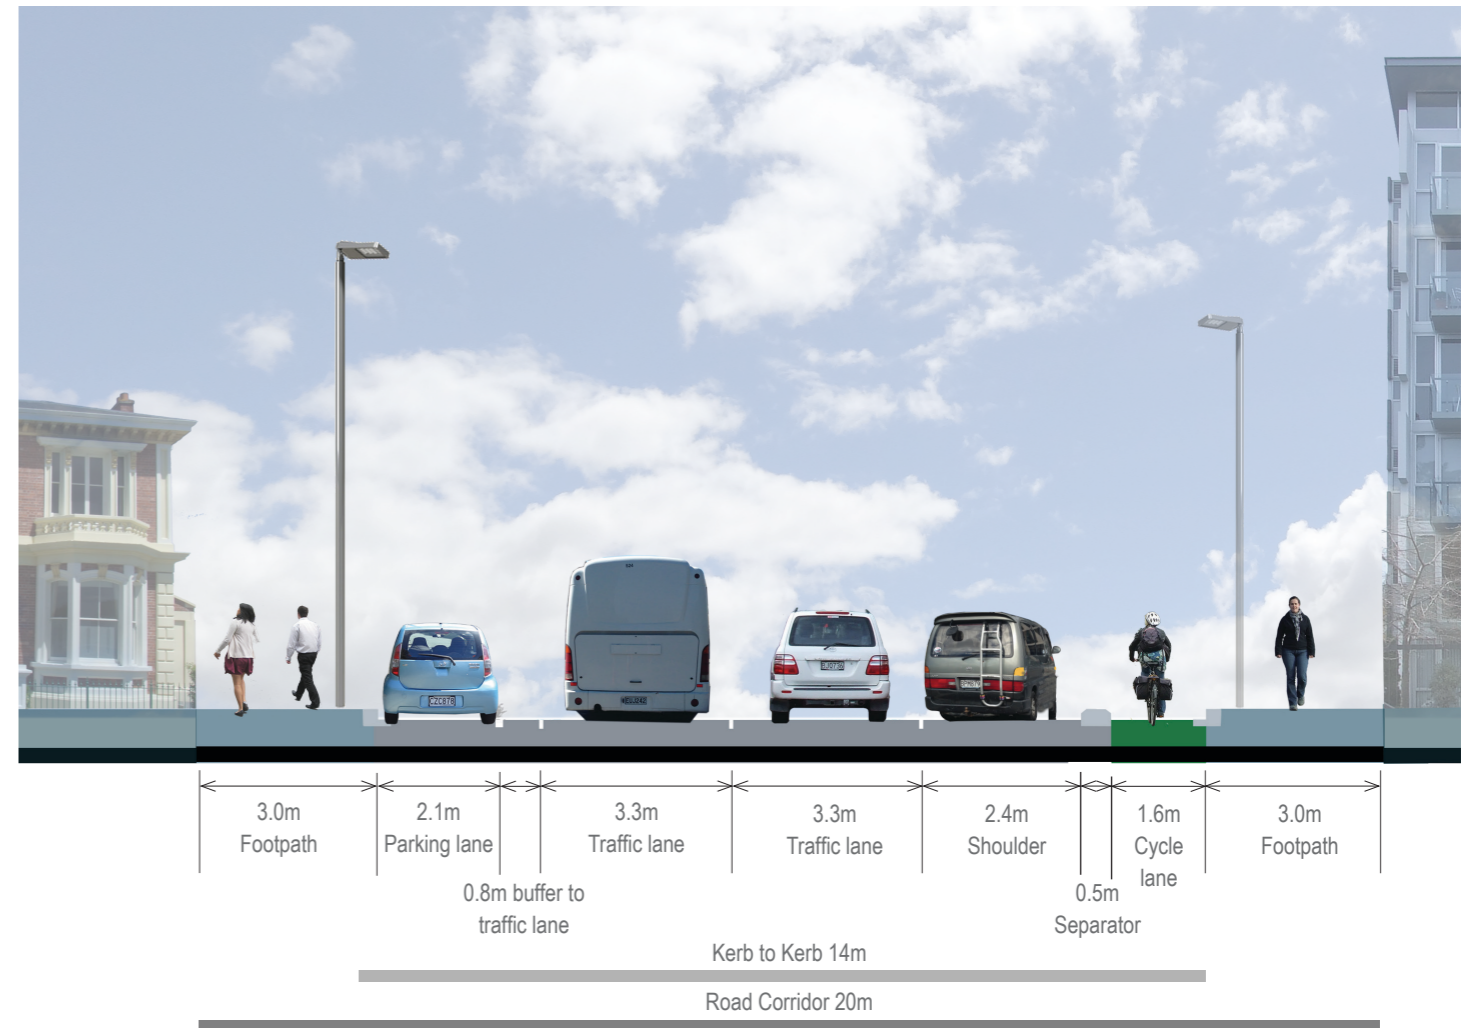 3.0m
Footpath
2.1m
Parking lane
3.3m
Traffic lane
3.3m
Traffic lane
2.4m
Shoulder
1.6m
Cycle
lane
3.0m
Footpath
0.8m buffer to
traffic lane
0.5m
Separator
Kerb to Kerb 14m
Road Corridor 20m